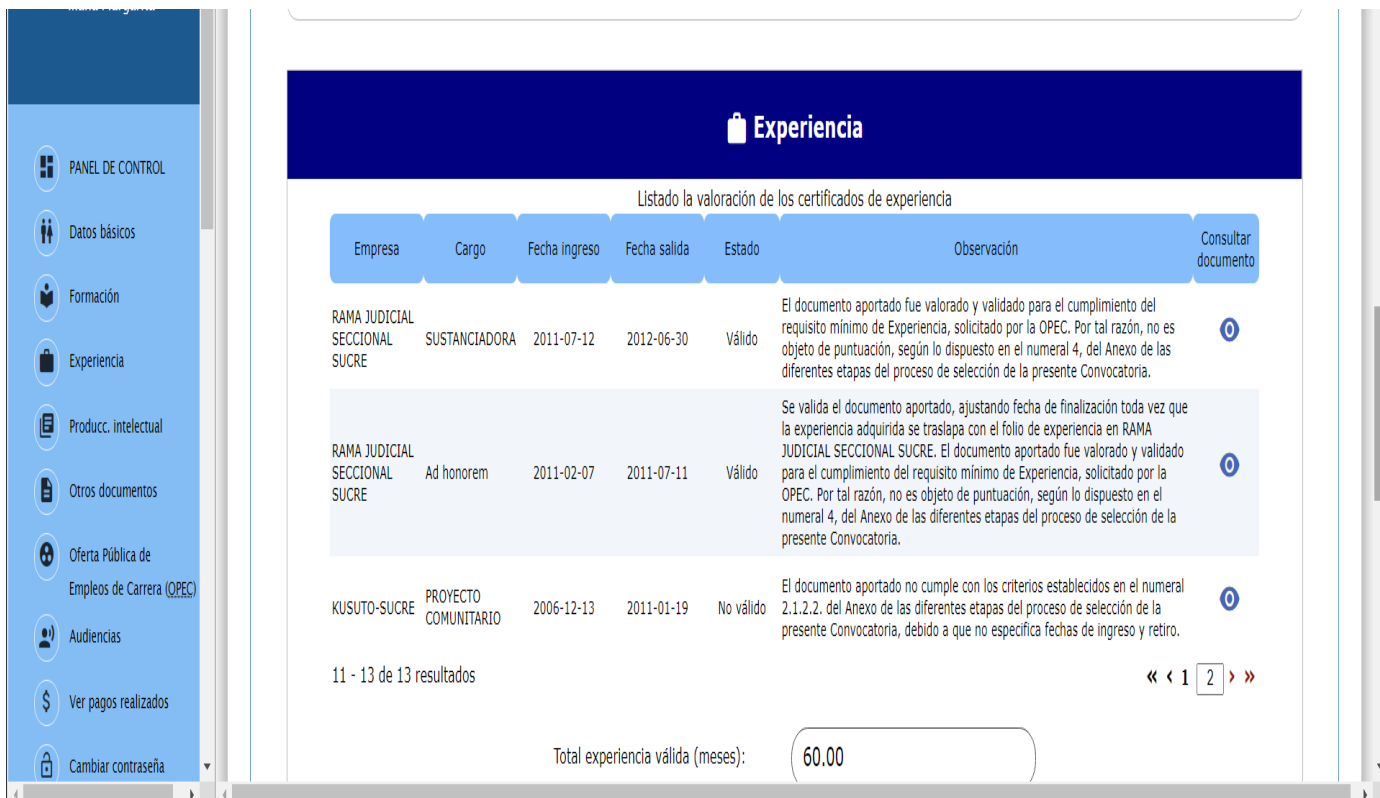 PANEL DE CONTROL
Datos básicos
Formación
Experiencia
Producc. intelectual
Otros documentos
Oferta Pública de
Empleos de Carrera (OPEC)
Audiencias
Ver pagos realizados
Cambiar contraseña
Experiencia
Listado la valoración de los certificados de experiencia
Empresa Cargo Fecha ingreso Fecha salida Estado Observación Consultar
documento
RAMA JUDICIAL
SECCIONAL
SUCRE
SUSTANCIADORA 2011-07-12 2012-06-30 Válido
El documento aportado fue valorado y validado para el cumplimiento del
requisito mínimo de Experiencia, solicitado por la OPEC. Por tal razón, no es
objeto de puntuación, según lo dispuesto en el numeral 4, del Anexo de las
diferentes etapas del proceso de selección de la presente Convocatoria.
RAMA JUDICIAL
SECCIONAL
SUCRE
Ad honorem 2011-02-07 2011-07-11 Válido
Se valida el documento aportado, ajustando fecha de finalización toda vez que
la experiencia adquirida se traslapa con el folio de experiencia en RAMA
JUDICIAL SECCIONAL SUCRE. El documento aportado fue valorado y validado
para el cumplimiento del requisito mínimo de Experiencia, solicitado por la
OPEC. Por tal razón, no es objeto de puntuación, según lo dispuesto en el
numeral 4, del Anexo de las diferentes etapas del proceso de selección de la
presente Convocatoria.
KUSUTO-SUCRE
PROYECTO
COMUNITARIO
2006-12-13 2011-01-19 No válido
El documento aportado no cumple con los criterios establecidos en el numeral
2.1.2.2. del Anexo de las diferentes etapas del proceso de selección de la
presente Convocatoria, debido a que no especifica fechas de ingreso y retiro.
11 - 13 de 13 resultados
« ‹ 1 2 › »
Total experiencia válida (meses): 60.00